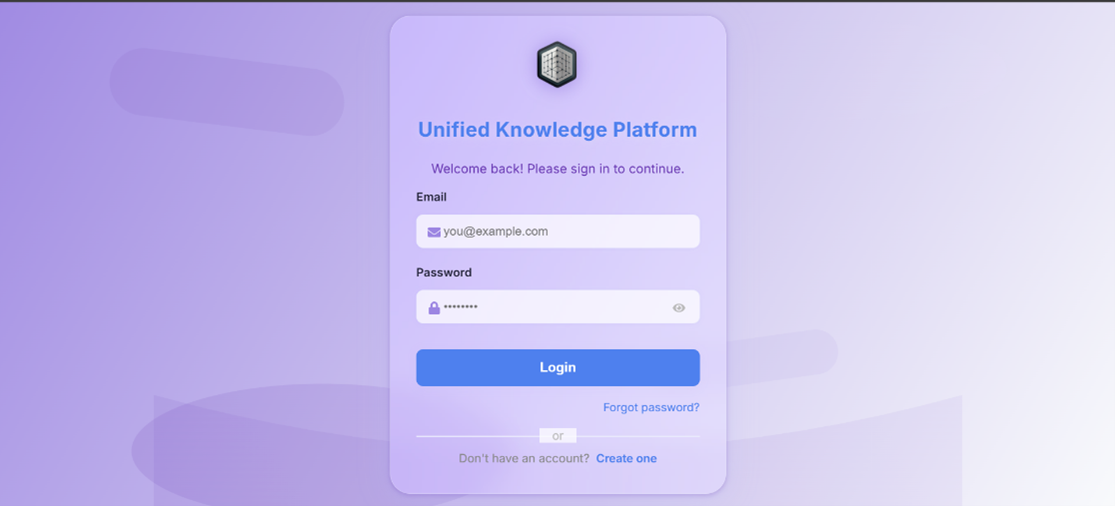 Unified Knowledge Platform
Welcome back! Please sign in to continue.
Email
you@example.com
Password
••••••••
Login
Forgot password?
or
Don't have an account? Create one